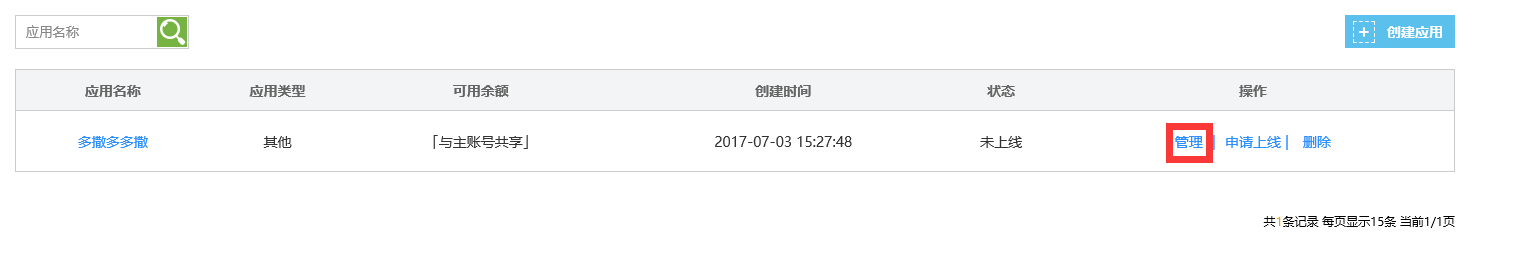 应用名称
创建应用
应用名称 应用类型 可用余额 创建时间 状态 操作
多撒多多撒 其他 「与主账号共享」 2017-07-03 15:27:48 未上线 管理 | 申请上线 | 删除
共1条记录 每页显示15条 当前1/1页